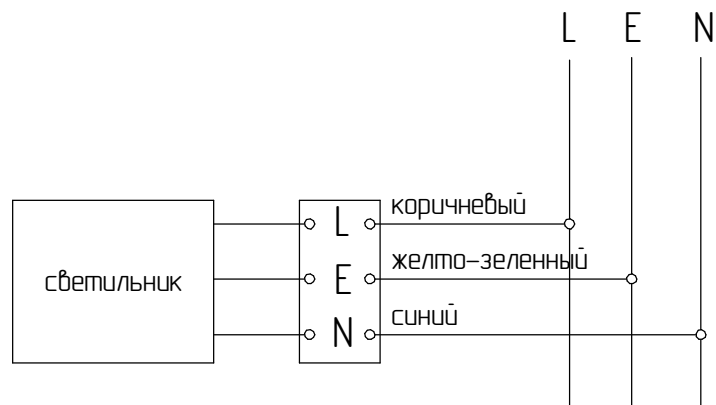 L E N
коричневый
L
желто-зеленный
светильник
E
синий
N